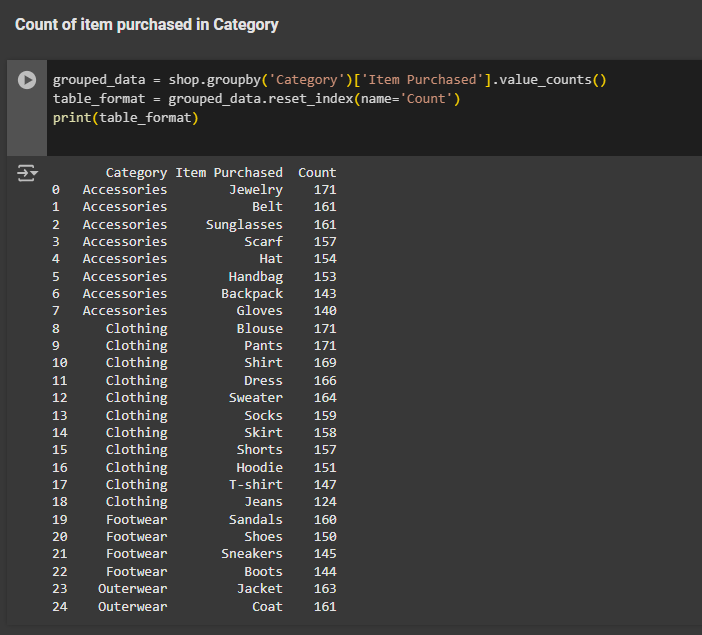 Count of item purchased in Category
grouped_data = shop.groupby('Category')['Item Purchased'].value_counts()
table_format = grouped_data.reset_index(name='Count')
print(table_format)
Category Item Purchased Count
0 Accessories Jewelry 171
1 Accessories Belt 161
2 Accessories Sunglasses 161
3 Accessories Scarf 157
4 Accessories Hat 154
5 Accessories Handbag 153
6 Accessories Backpack 143
7 Accessories Gloves 140
8 Clothing Blouse 171
9 Clothing Pants 171
10 Clothing Shirt 169
11 Clothing Dress 166
12 Clothing Sweater 164
13 Clothing Socks 159
14 Clothing Skirt 158
15 Clothing Shorts 157
16 Clothing Hoodie 151
17 Clothing T-shirt 147
18 Clothing Jeans 124
19 Footwear Sandals 160
20 Footwear Shoes 150
21 Footwear Sneakers 145
22 Footwear Boots 144
23 Outerwear Jacket 163
24 Outerwear Coat 161